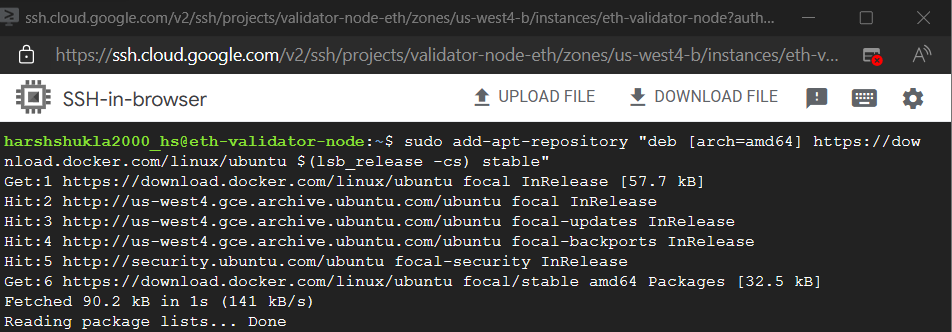 ssh.cloud.google.com/v2/ssh/projects/validator-node-eth/zones/us-west4-b/instances/eth-validator-node?auth...
https://ssh.cloud.google.com/v2/ssh/projects/validator-node-eth/zones/us-west4-b/instances/eth-v...
SSH-in-browser UPLOAD FILE DOWNLOAD FILE
harshshukla2000_hs@eth-validator-node:~$ sudo add-apt-repository "deb [arch=amd64] https://dow
nload.docker.com/linux/ubuntu $(lsb_release -cs) stable"
Get:1 https://download.docker.com/linux/ubuntu focal InRelease [57.7 kB]
Hit:2 http://us-west4.gce.archive.ubuntu.com/ubuntu focal InRelease
Hit:3 http://us-west4.gce.archive.ubuntu.com/ubuntu focal-updates InRelease
Hit:4 http://us-west4.gce.archive.ubuntu.com/ubuntu focal-backports InRelease
Hit:5 http://security.ubuntu.com/ubuntu focal-security InRelease
Get:6 https://download.docker.com/linux/ubuntu focal/stable amd64 Packages [32.5 kB]
Fetched 90.2 kB in 1s (141 kB/s)
Reading package lists... Done